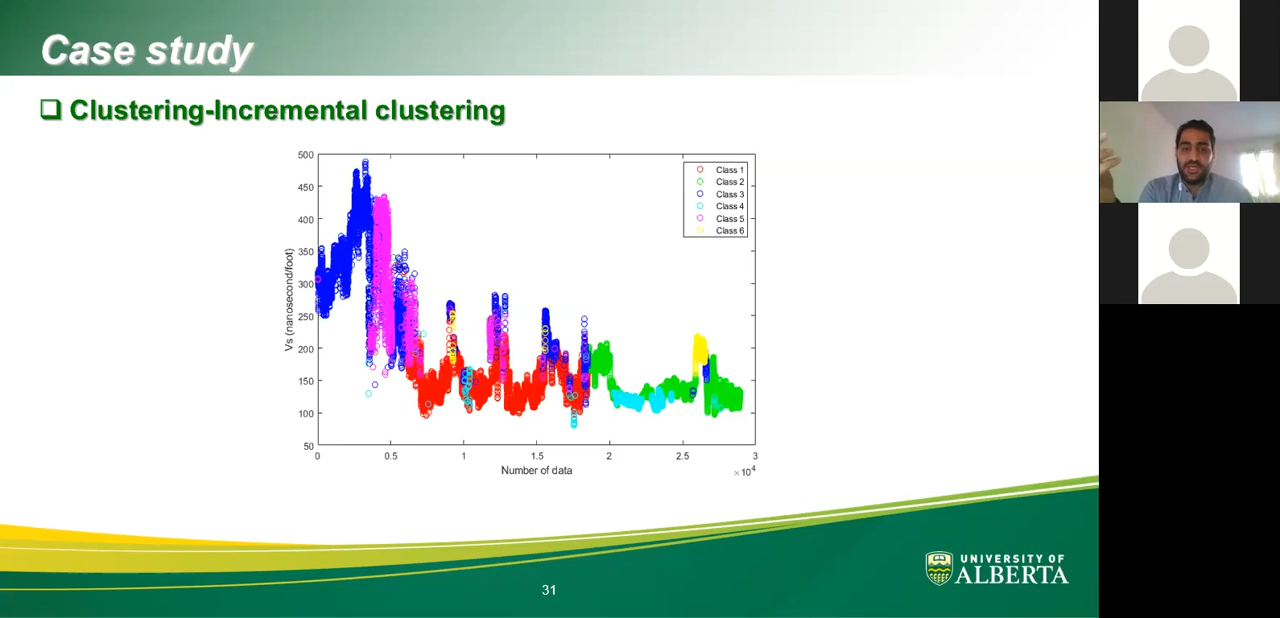 Case study
❑ Clustering-Incremental clustering
500
450
400
350
300
250
200
150
100
50
Vs (nanosecond/foot)
Class 1
Class 2
Class 3
Class 4
Class 5
Class 6
0 0.5 1 1.5 2 2.5 3
Number of data
×10⁴
UNIVERSITY OF
ALBERTA
31